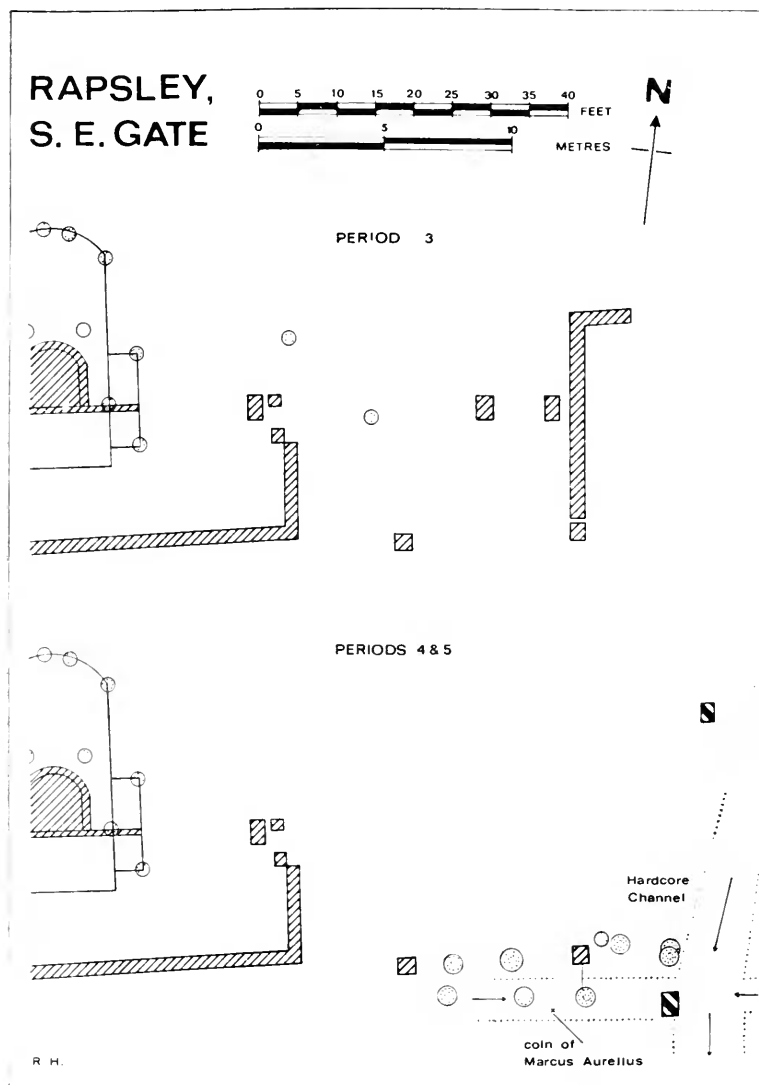 RAPSLEY,
S. E. GATE
0 5 10 15 20 25 30 35 40
FEET
0 5 10
METRES
N
PERIOD 3
PERIODS 4 & 5
Hardcore
Channel
coin of
Marcus Aurelius
R H.